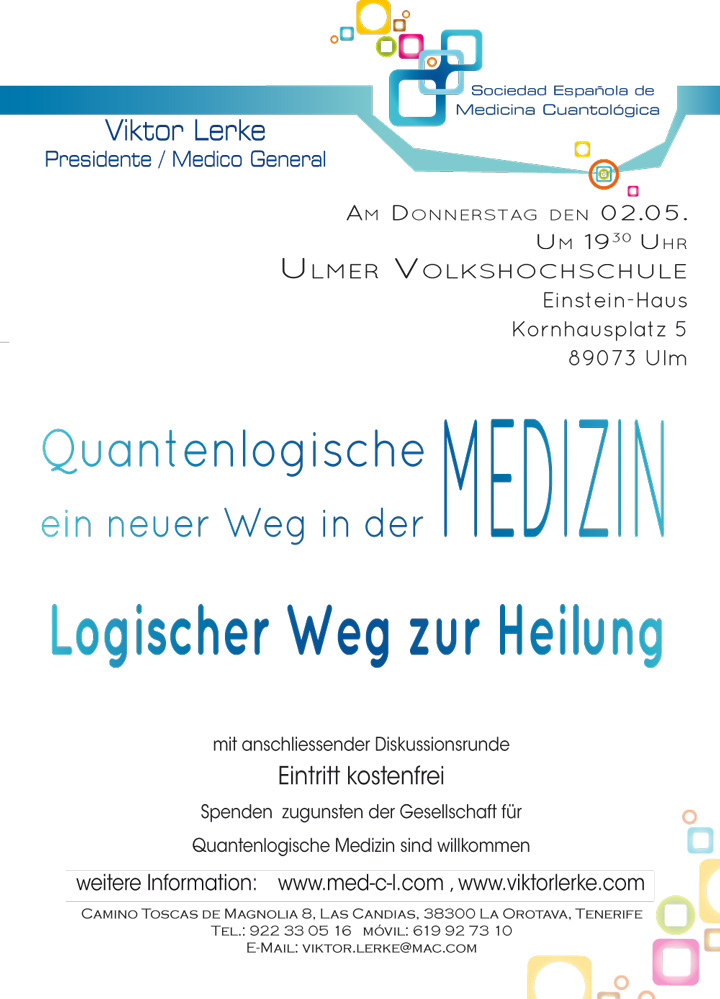 Sociedad Española de
Medicina Cuantológica
Viktor Lerke
Presidente / Medico General
Am Donnerstag den 02.05.
Um 19³⁰ Uhr
Ulmer Volkshochschule
Einstein-Haus
Kornhausplatz 5
89073 Ulm
Quantenlogische MEDIZIN
ein neuer Weg in der
Logischer Weg zur Heilung
mit anschliessender Diskussionsrunde
Eintritt kostenfrei
Spenden zugunsten der Gesellschaft für
Quantenlogische Medizin sind willkommen
weitere Information: www.med-c-l.com , www.viktorlerke.com
Camino Toscas de Magnolia 8, Las Candias, 38300 La Orotava, Tenerife
Tel.: 922 33 05 16 móvil: 619 92 73 10
E-Mail: viktor.lerke@mac.com